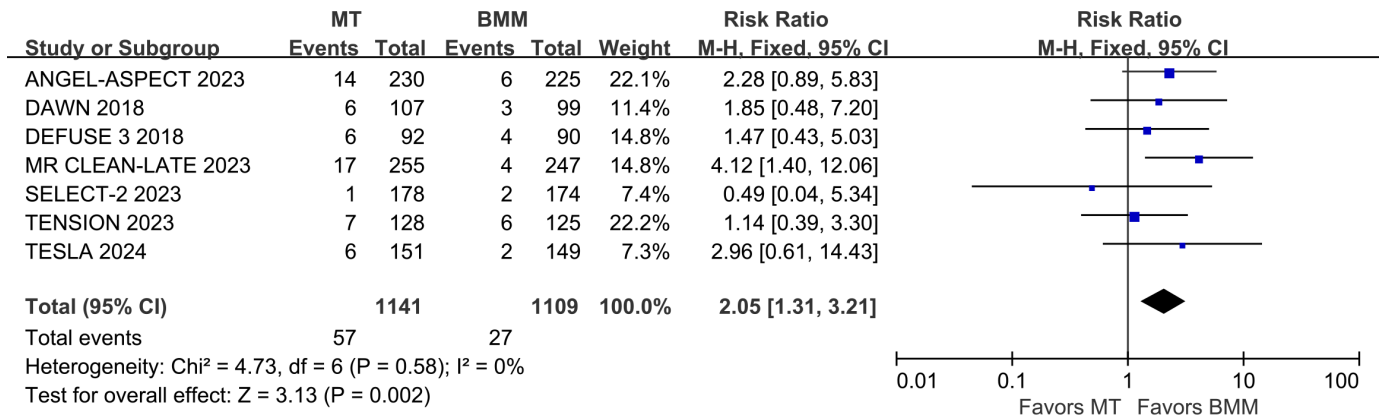 MT BMM Risk Ratio Risk Ratio
Study or Subgroup Events Total Events Total Weight M-H, Fixed, 95% CI M-H, Fixed, 95% CI
ANGEL-ASPECT 2023 14 230 6 225 22.1% 2.28 [0.89, 5.83]
DAWN 2018 6 107 3 99 11.4% 1.85 [0.48, 7.20]
DEFUSE 3 2018 6 92 4 90 14.8% 1.47 [0.43, 5.03]
MR CLEAN-LATE 2023 17 255 4 247 14.8% 4.12 [1.40, 12.06]
SELECT-2 2023 1 178 2 174 7.4% 0.49 [0.04, 5.34]
TENSION 2023 7 128 6 125 22.2% 1.14 [0.39, 3.30]
TESLA 2024 6 151 2 149 7.3% 2.96 [0.61, 14.43]
Total (95% CI) 1141 1109 100.0% 2.05 [1.31, 3.21]
Total events 57 27
Heterogeneity: Chi² = 4.73, df = 6 (P = 0.58); I² = 0%
Test for overall effect: Z = 3.13 (P = 0.002)
0.01 0.1 1 10 100
Favors MT Favors BMM